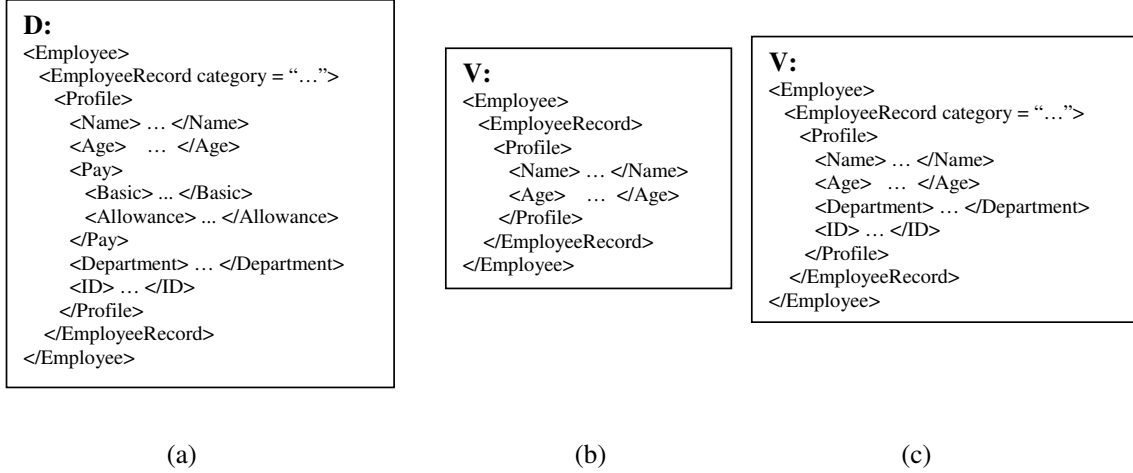 D:
<Employee>
<EmployeeRecord category = “…”>
<Profile>
<Name> … </Name>
<Age> … </Age>
<Pay>
<Basic> ... </Basic>
<Allowance> ... </Allowance>
</Pay>
<Department> … </Department>
<ID> … </ID>
</Profile>
</EmployeeRecord>
</Employee>
(a)
V:
<Employee>
<EmployeeRecord>
<Profile>
<Name> … </Name>
<Age> … </Age>
</Profile>
</EmployeeRecord>
</Employee>
(b)
V:
<Employee>
<EmployeeRecord category = “…”>
<Profile>
<Name> … </Name>
<Age> … </Age>
<Department> … </Department>
<ID> … </ID>
</Profile>
</EmployeeRecord>
</Employee>
(c)